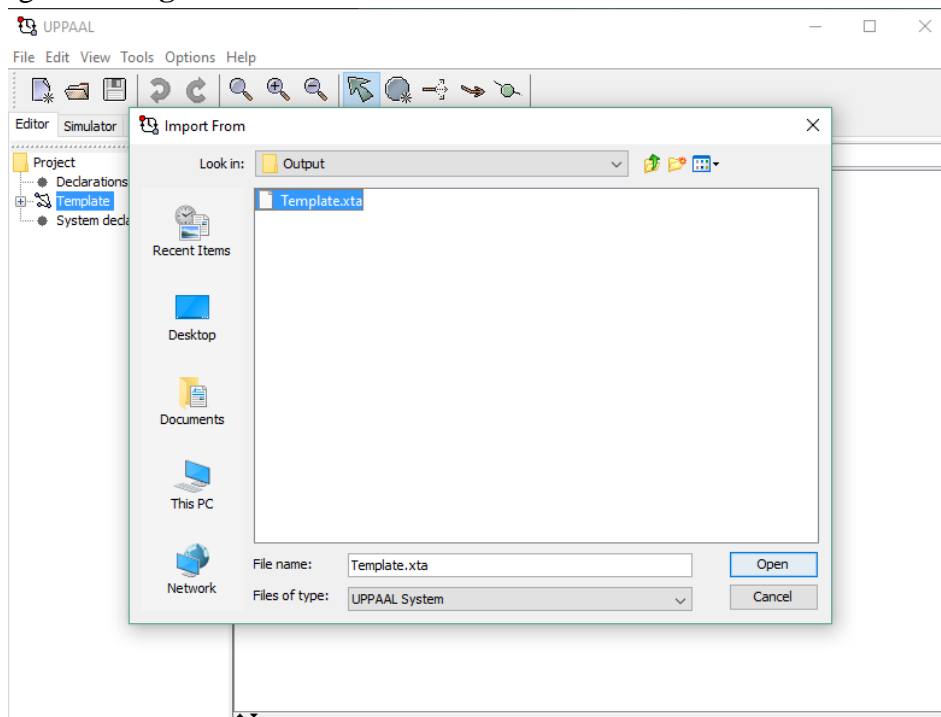 UPPAAL
File Edit View Tools Options Help
Editor Simulator
Import From
Project
Declarations
Template
System decla
Look in: Output
Template.xta
Recent Items
Desktop
Documents
This PC
Network
File name: Template.xta Open
Files of type: UPPAAL System Cancel